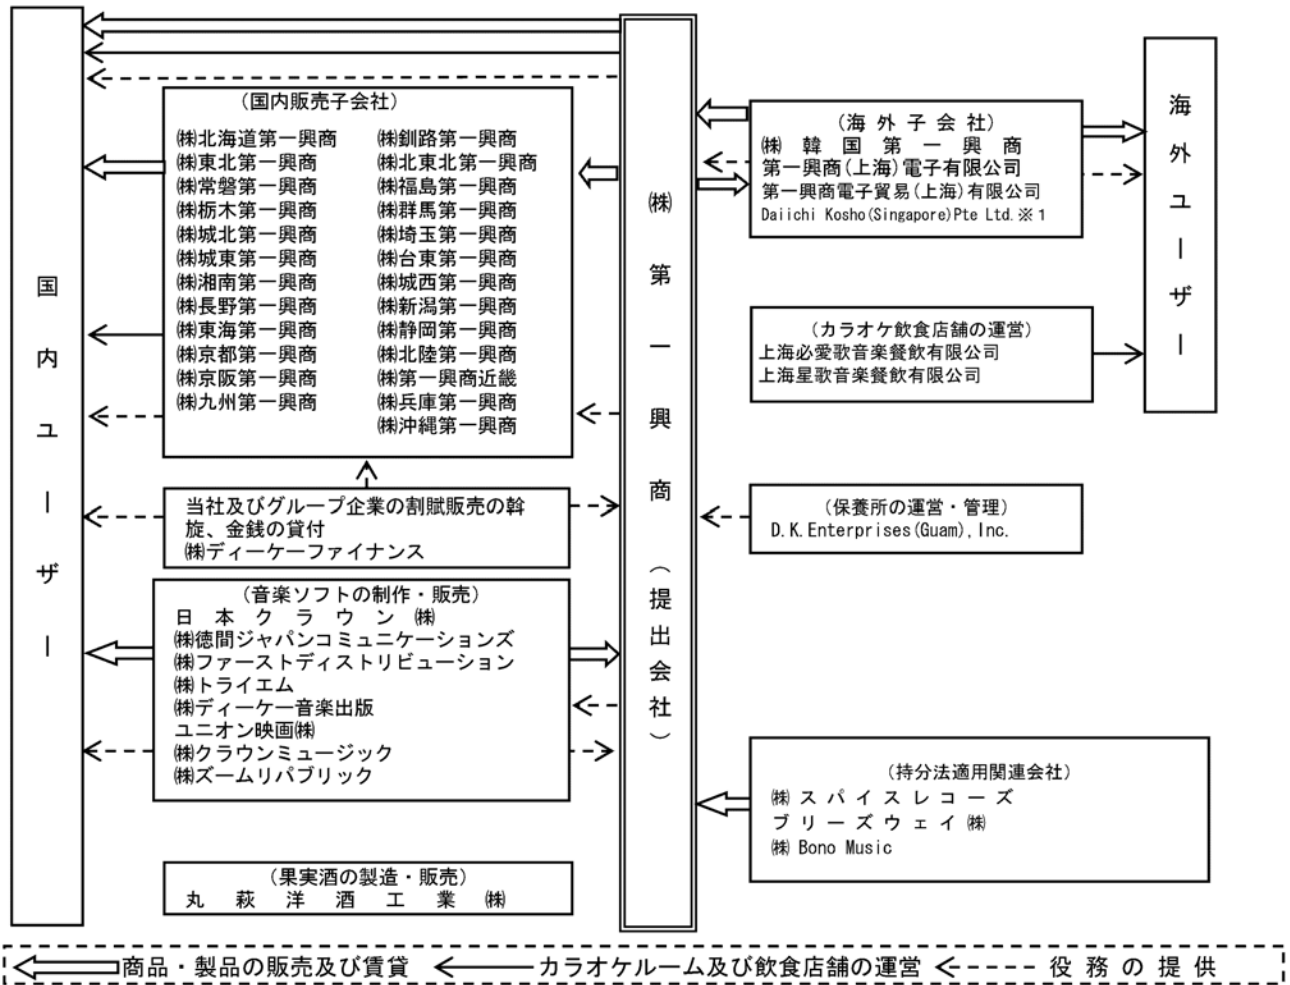 国内ユーザー
（国内販売子会社）
㈱北海道第一興商　㈱釧路第一興商
㈱東北第一興商　㈱北東北第一興商
㈱常磐第一興商　㈱福島第一興商
㈱栃木第一興商　㈱群馬第一興商
㈱城北第一興商　㈱埼玉第一興商
㈱城東第一興商　㈱台東第一興商
㈱湘南第一興商　㈱城西第一興商
㈱長野第一興商　㈱新潟第一興商
㈱東海第一興商　㈱静岡第一興商
㈱京都第一興商　㈱北陸第一興商
㈱京阪第一興商　㈱第一興商近畿
㈱九州第一興商　㈱兵庫第一興商
㈱沖縄第一興商
当社及びグループ企業の割賦販売の斡
旋、金銭の貸付
㈱ディーケーファイナンス
（音楽ソフトの制作・販売）
日本クラウン㈱
㈱徳間ジャパンコミュニケーションズ
㈱ファーストディストリビューション
㈱トライエム
㈱ディーケー音楽出版
ユニオン映画㈱
㈱クラウンミュージック
㈱ズームリパブリック
（果実酒の製造・販売）
丸萩洋酒工業㈱
㈱第一興商（提出会社）
（海外子会社）
㈱韓国第一興商
第一興商(上海)電子有限公司
第一興商電子貿易(上海)有限公司
Daiichi Kosho(Singapore)Pte Ltd.※1
（カラオケ飲食店舗の運営）
上海必愛歌音楽餐飲有限公司
上海星歌音楽餐飲有限公司
（保養所の運営・管理）
D.K.Enterprises(Guam),Inc.
（持分法適用関連会社）
㈱スパイスレコーズ
ブリーズウェイ㈱
㈱Bono Music
海外ユーザー
商品・製品の販売及び賃貸　カラオケルーム及び飲食店舗の運営　役務の提供